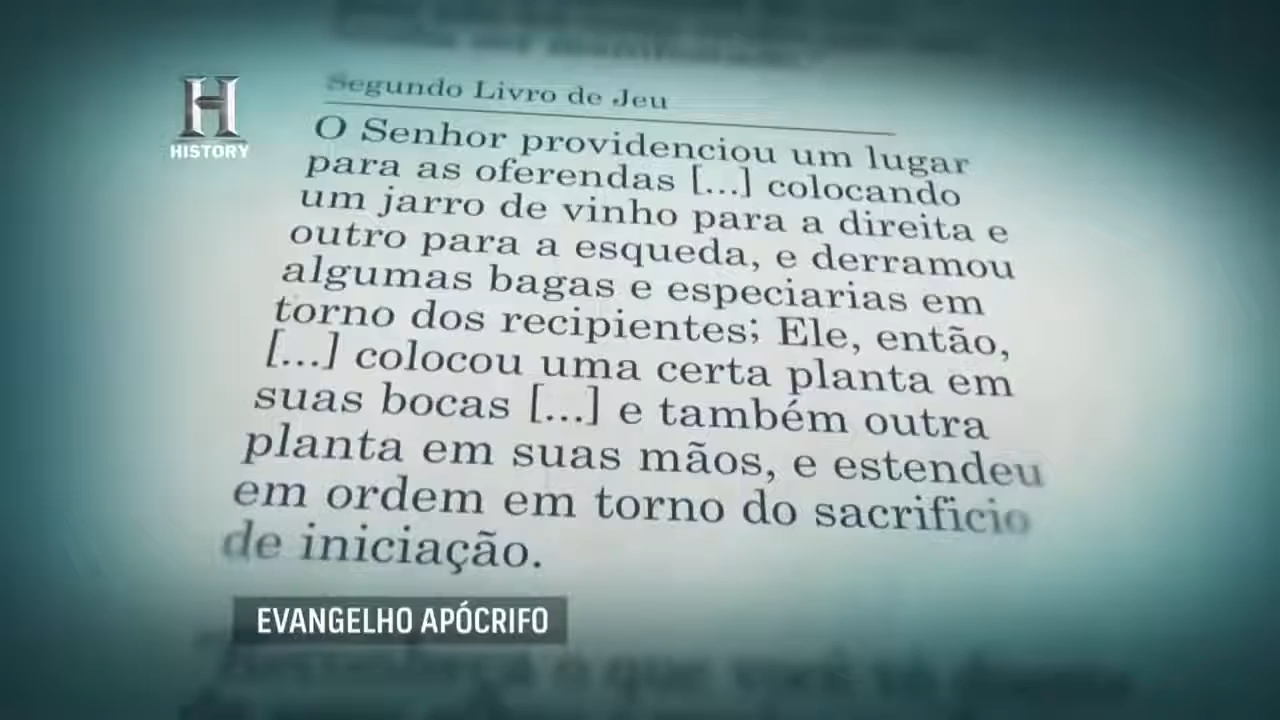 Segundo Livro de Jeu
H
HISTORY
O Senhor providenciou um lugar
para as oferendas [...] colocando
um jarro de vinho para a direita e
outro para a esqueda, e derramou
algumas bagas e especiarias em
torno dos recipientes; Ele, então,
[...] colocou uma certa planta em
suas bocas [...] e também outra
planta em suas mãos, e estendeu
em ordem em torno do sacrificio
de iniciação.
EVANGELHO APÓCRIFO